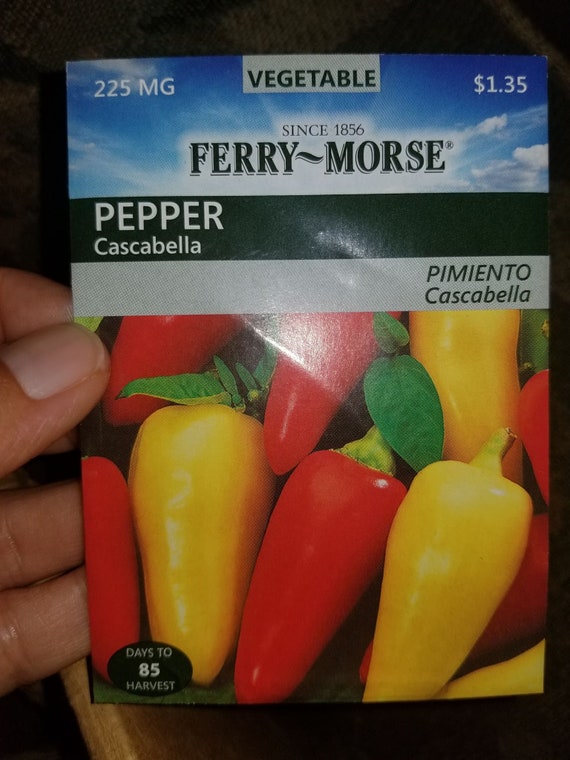 225 MG
VEGETABLE
$1.35
SINCE 1856
FERRY~MORSE®
PEPPER
Cascabella
PIMIENTO
Cascabella
DAYS TO
85
HARVEST